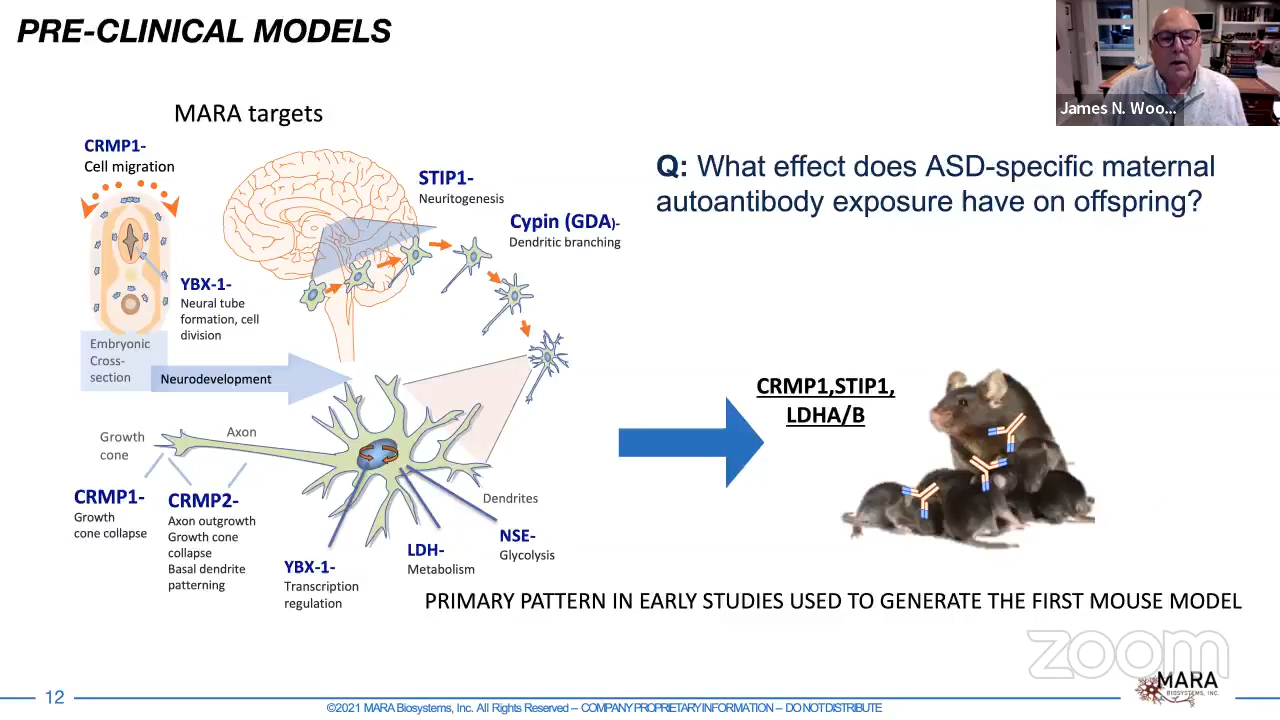 PRE-CLINICAL MODELS
James N. Woo...
MARA targets
CRMP1-
Cell migration
STIP1-
Neuritogenesis
Cypin (GDA)-
Dendritic branching
YBX-1-
Neural tube
formation, cell
division
Embryonic
Cross-
section
Neurodevelopment
Growth
cone
Axon
CRMP1-
Growth
cone collapse
CRMP2-
Axon outgrowth
Growth cone
collapse
Basal dendrite
patterning
YBX-1-
Transcription
regulation
LDH-
Metabolism
NSE-
Glycolysis
Dendrites
Q: What effect does ASD-specific maternal
autoantibody exposure have on offspring?
CRMP1,STIP1,
LDHA/B
PRIMARY PATTERN IN EARLY STUDIES USED TO GENERATE THE FIRST MOUSE MODEL
zoom
MARA
BIOSYSTEMS, INC.
12
©2021 MARA Biosystems, Inc. All Rights Reserved -- COMPANY PROPRIETARY INFORMATION -- DO NOT DISTRIBUTE